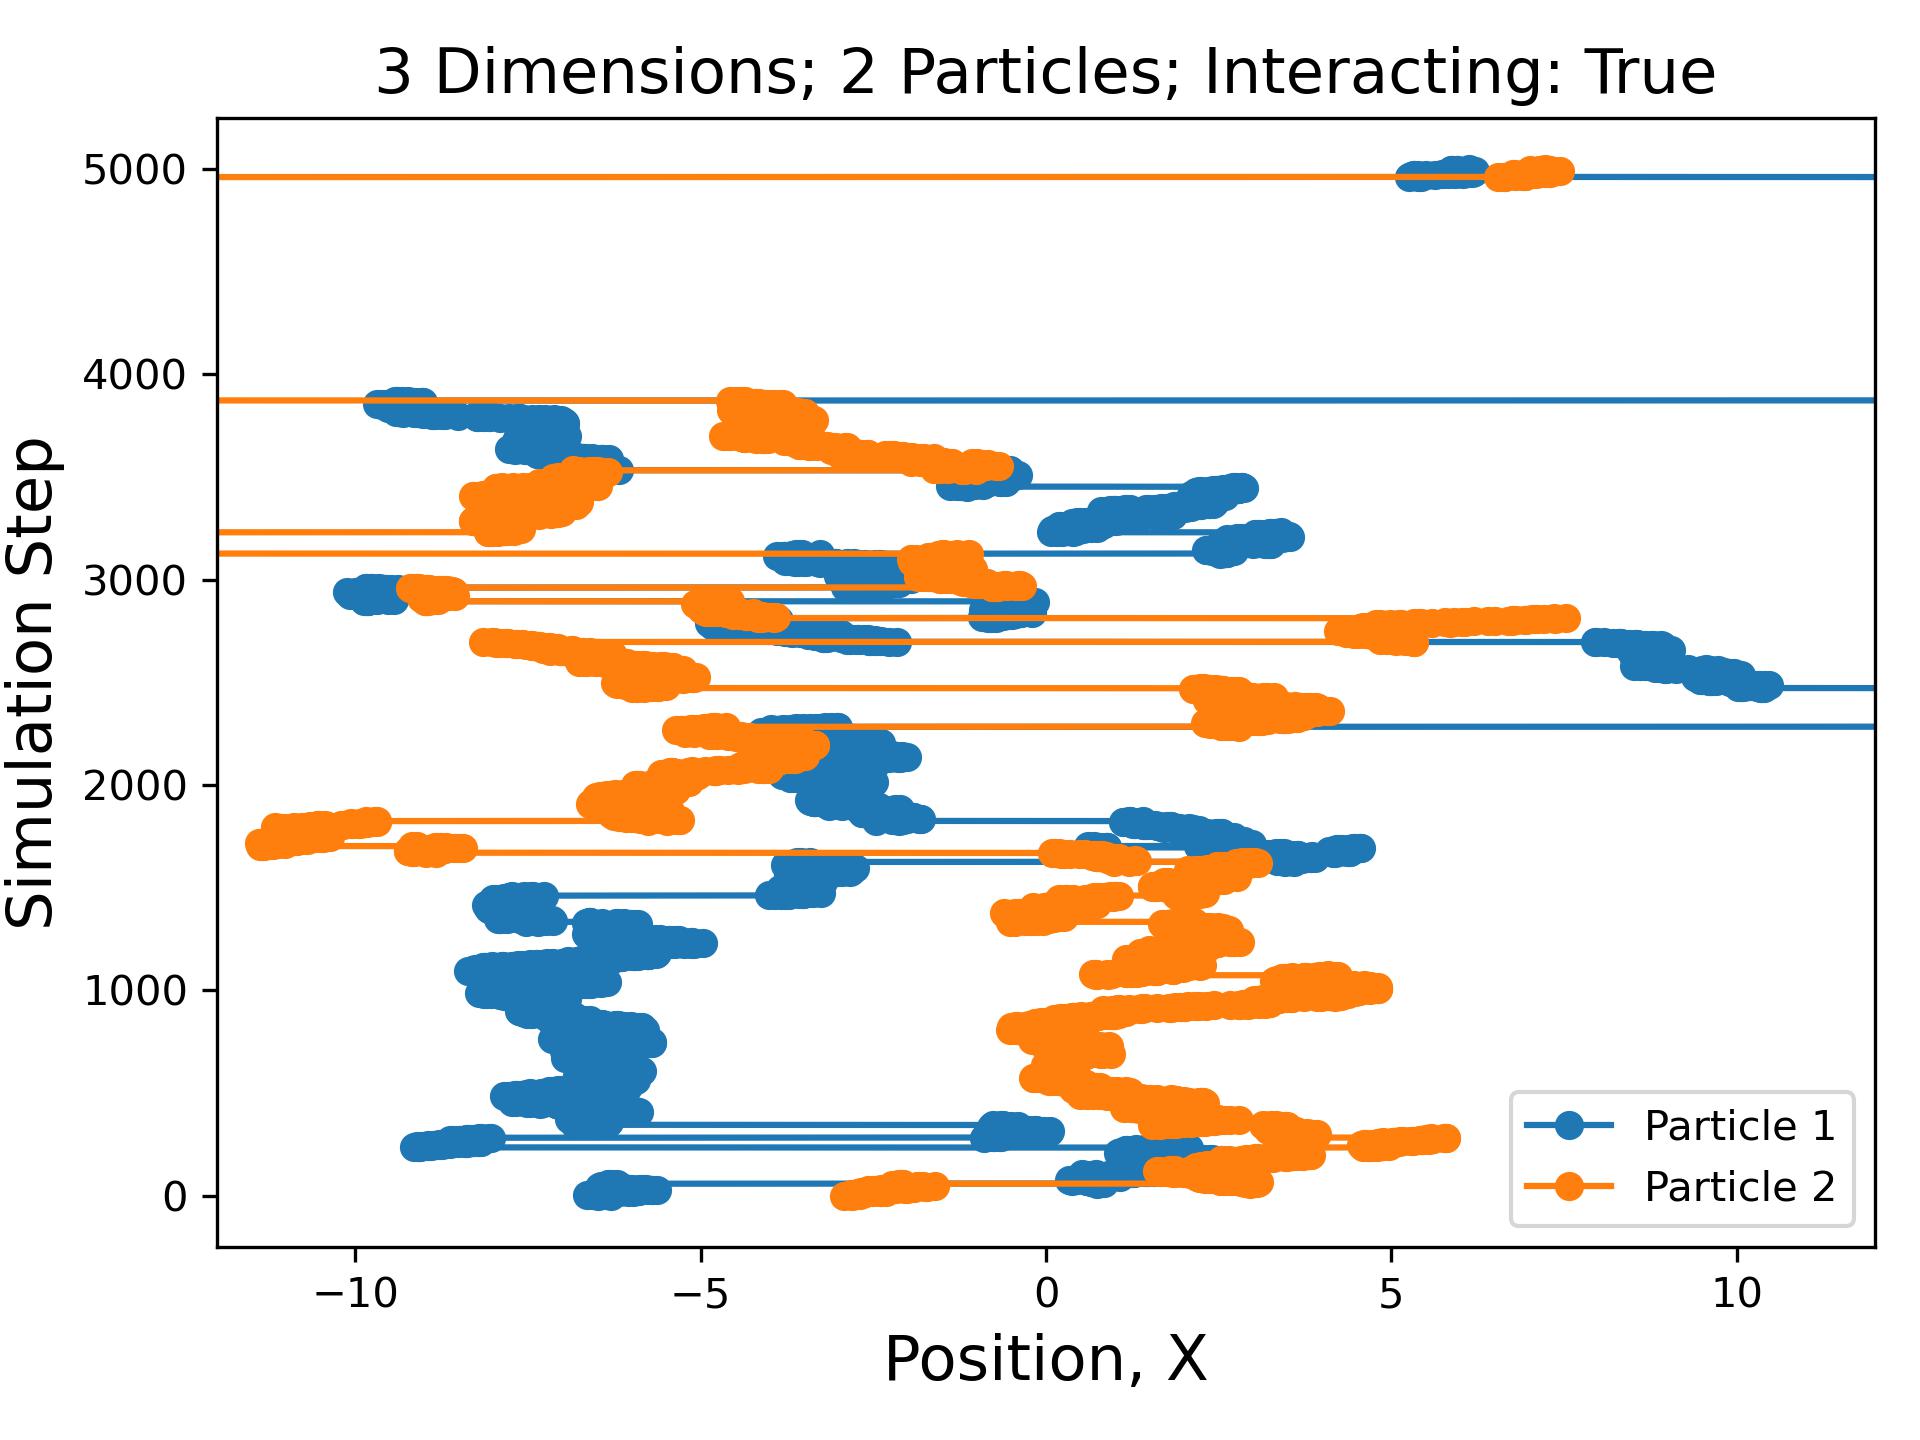 3 Dimensions; 2 Particles; Interacting: True
Simulation Step
5000
4000
3000
2000
1000
0
−10
−5
0
5
10
Position, X
Particle 1
Particle 2